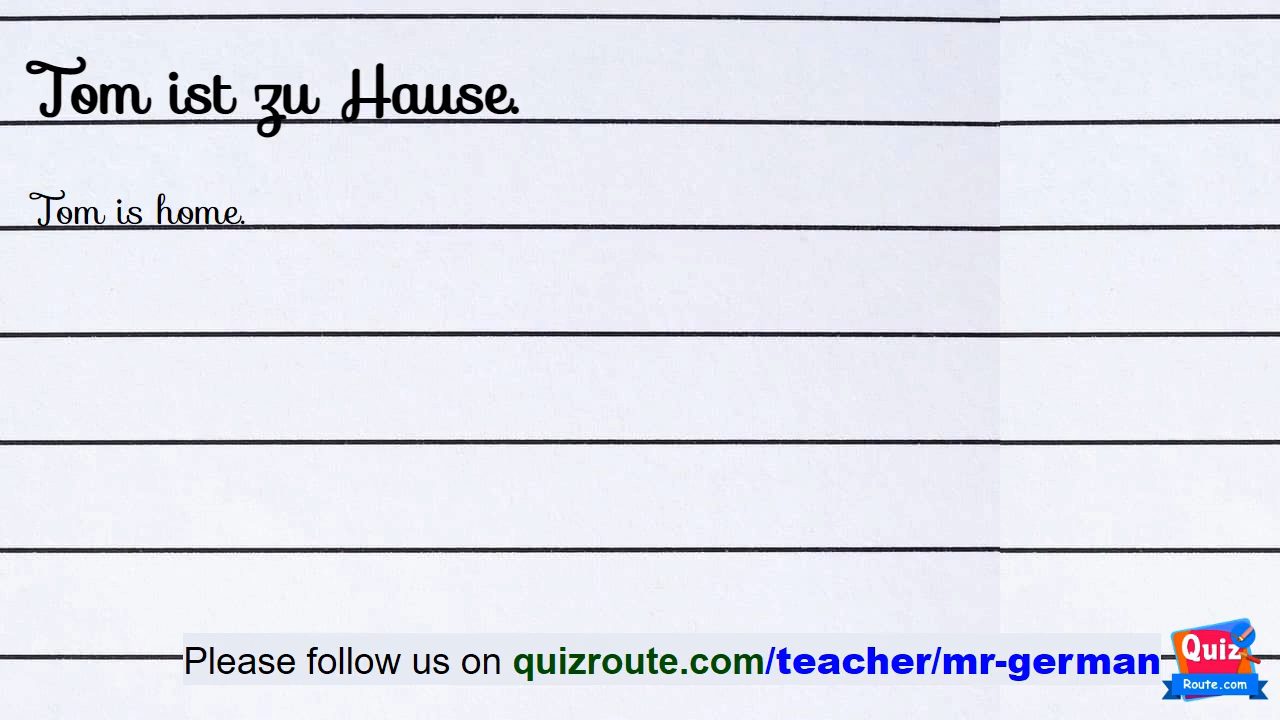 Tom ist zu Hause.
Tom is home.
Please follow us on quizroute.com/teacher/mr-german
Quiz
Route.com